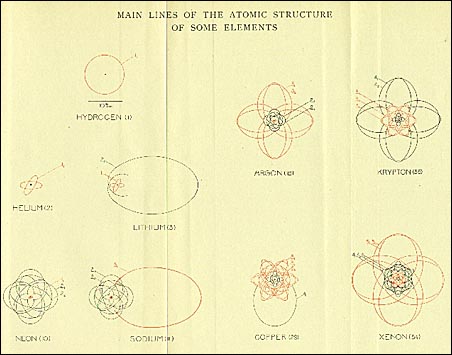 MAIN LINES OF THE ATOMIC STRUCTURE
OF SOME ELEMENTS
HYDROGEN (1)
ARGON (18)
KRYPTON (36)
HELIUM (2)
LITHIUM (3)
NEON (10)
SODIUM (11)
COPPER (29)
XENON (54)